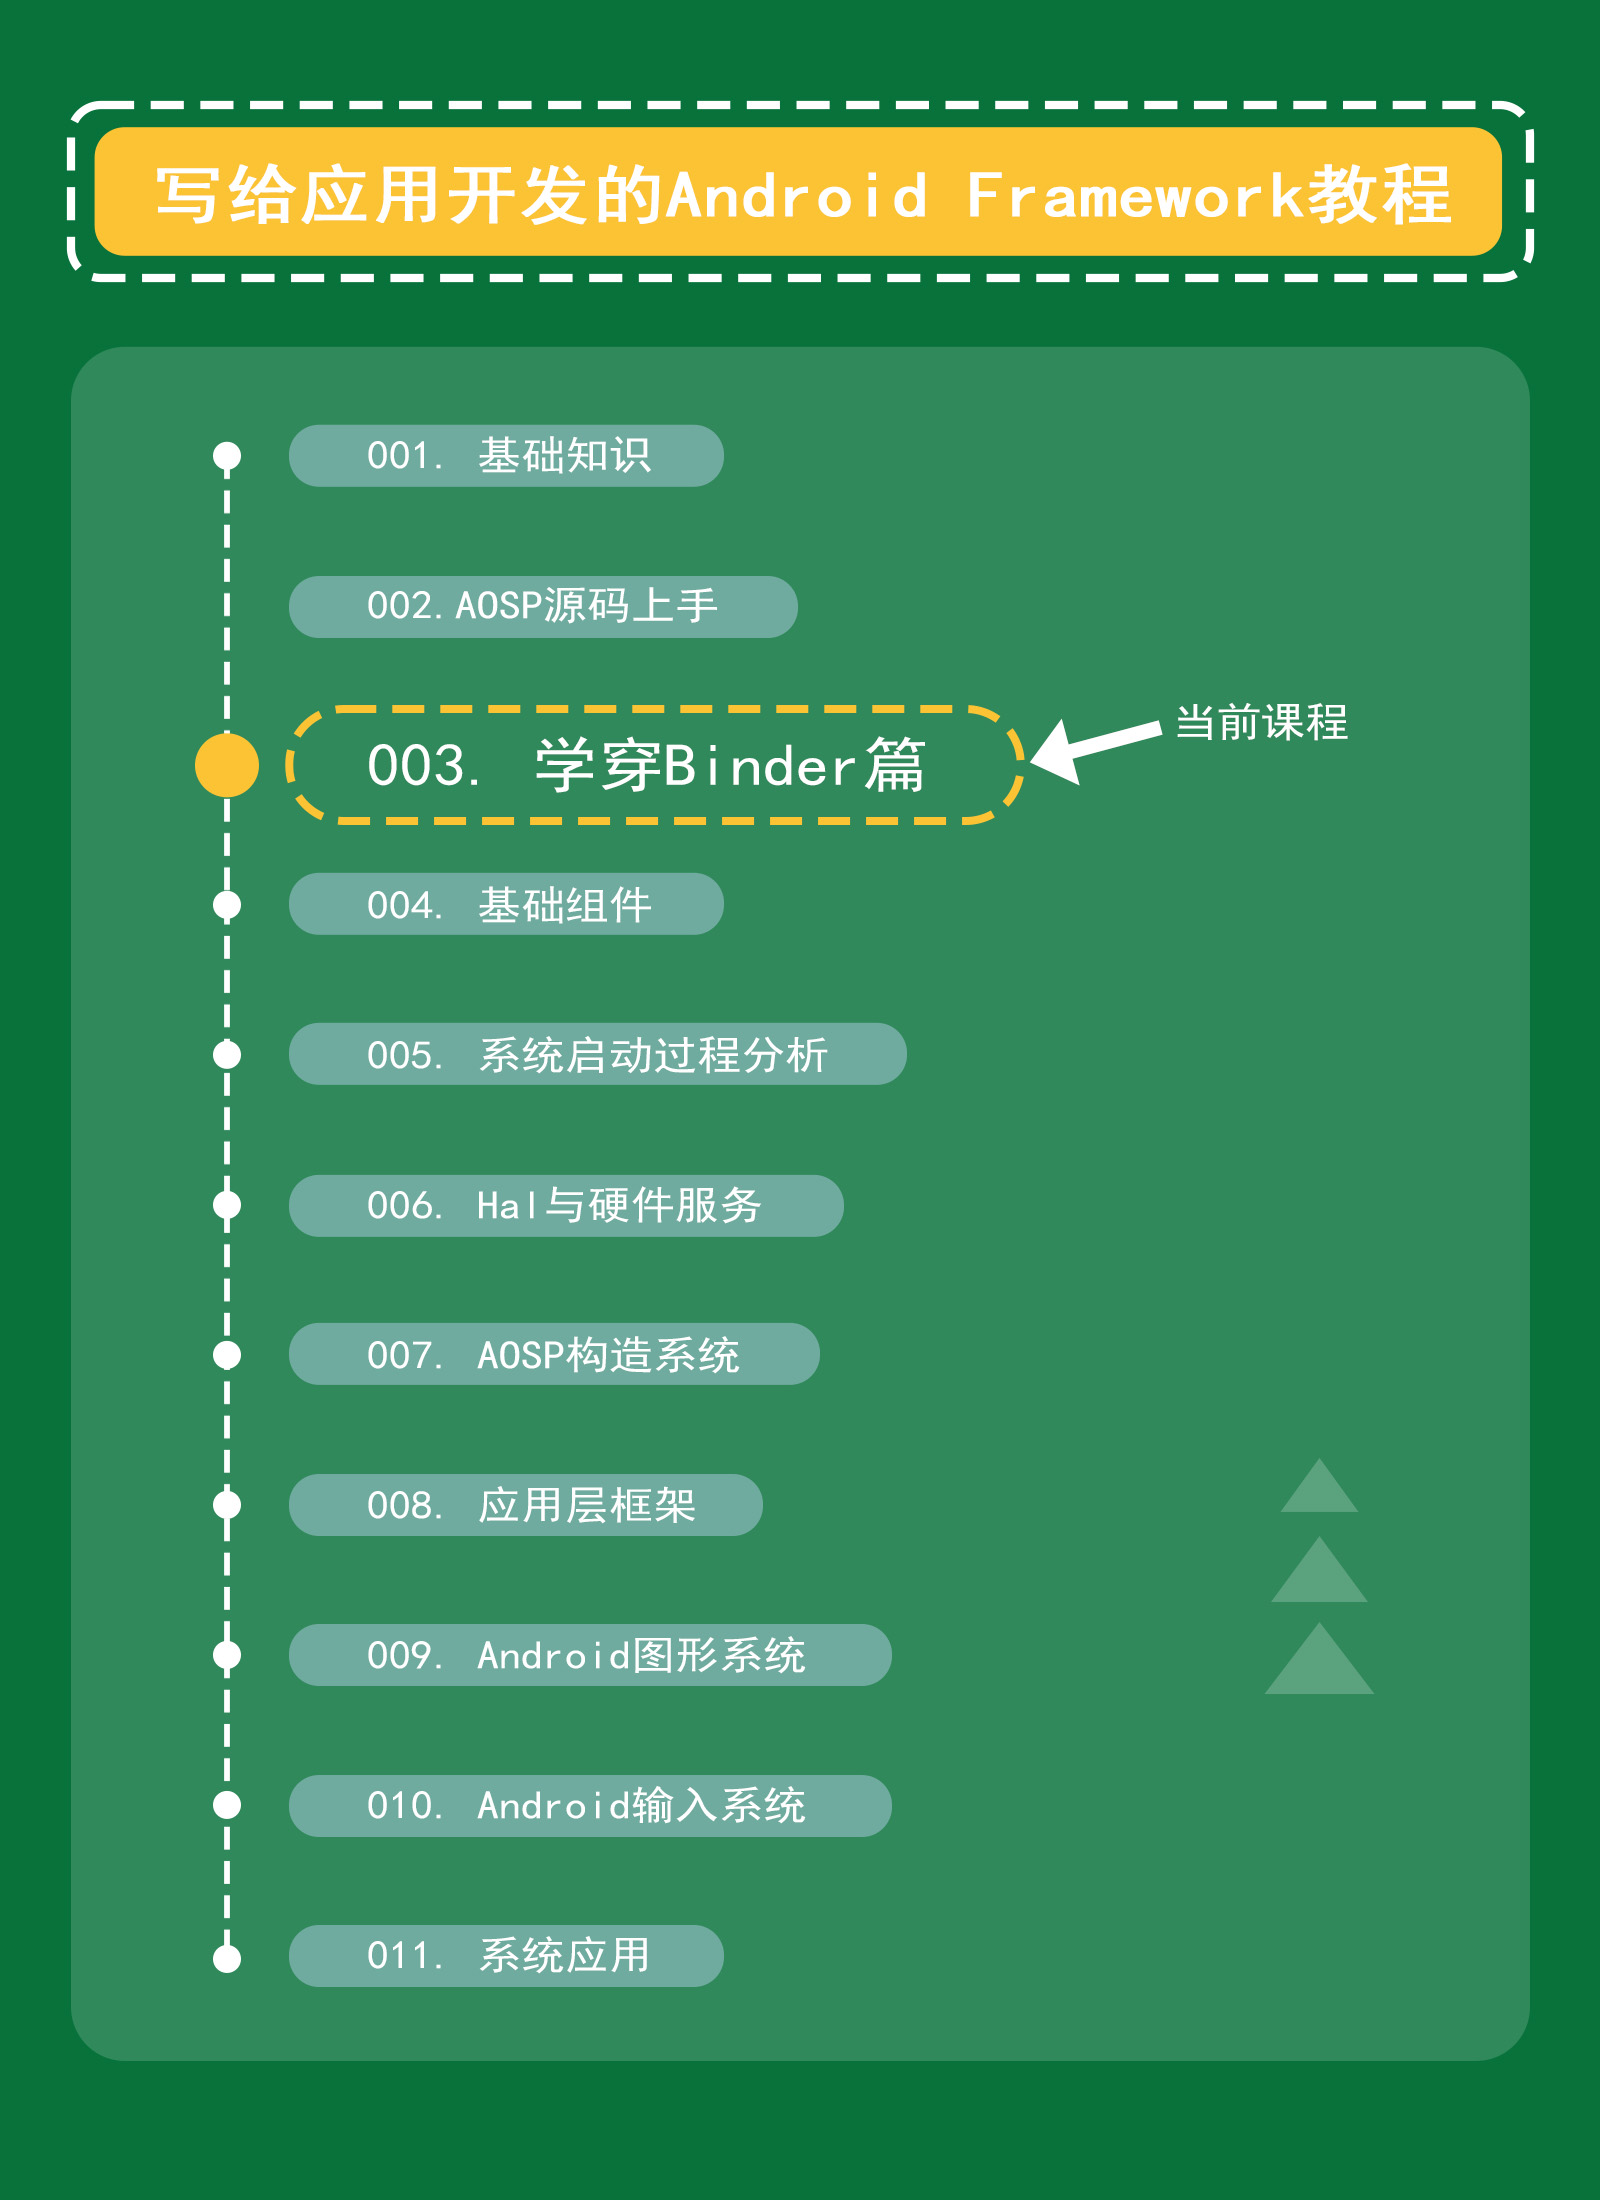 写给应用开发的Android Framework教程
001. 基础知识
002.AOSP源码上手
003. 学穿Binder篇
当前课程
004. 基础组件
005. 系统启动过程分析
006. Hal与硬件服务
007. AOSP构造系统
008. 应用层框架
009. Android图形系统
010. Android输入系统
011. 系统应用